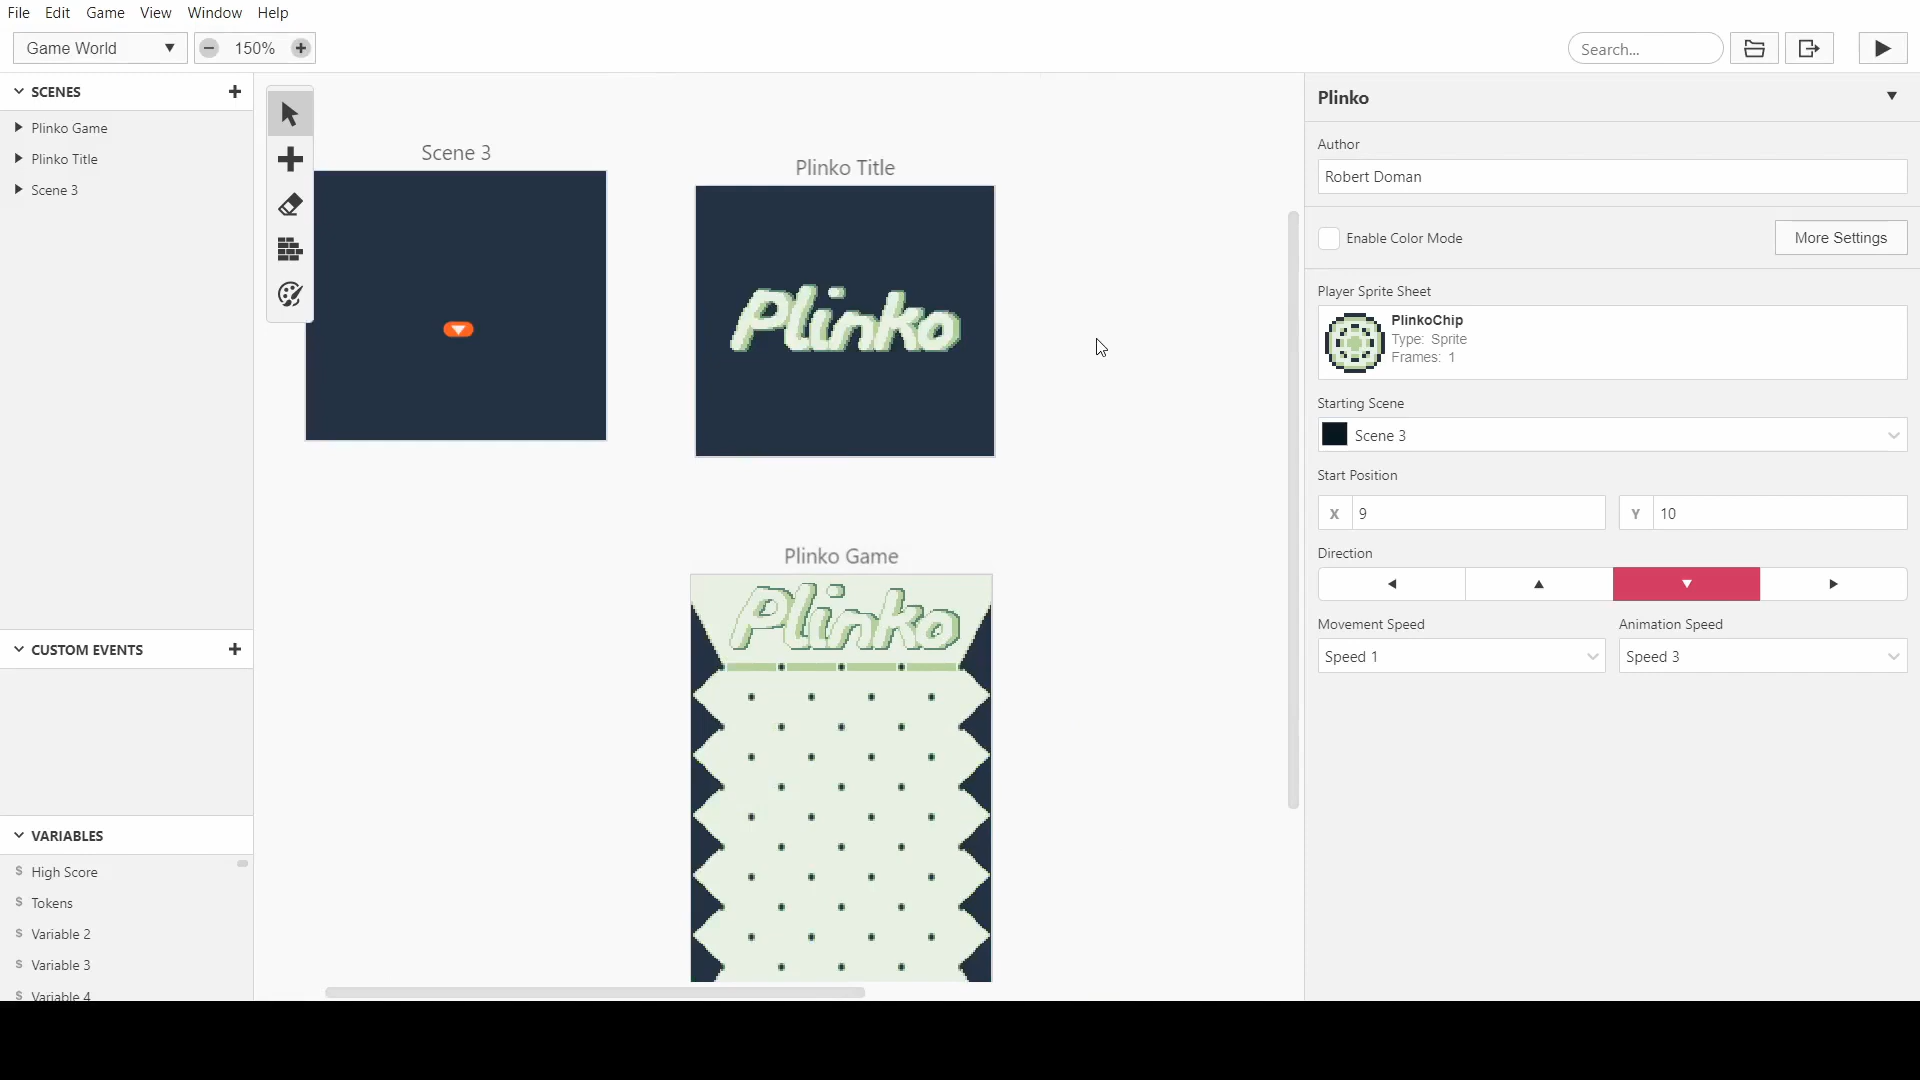 File Edit Game View Window Help
Game World ▼ 150% Search...
SCENES
Plinko Game
Plinko Title
Scene 3
CUSTOM EVENTS
VARIABLES
$ High Score
$ Tokens
$ Variable 2
$ Variable 3
$ Variable 4
Scene 3
Plinko Title
Plinko
Plinko Game
Plinko
Plinko
Author
Robert Doman
Enable Color Mode More Settings
Player Sprite Sheet
PlinkoChip
Type: Sprite
Frames: 1
Starting Scene
Scene 3
Start Position
X 9 Y 10
Direction
Movement Speed Animation Speed
Speed 1 Speed 3